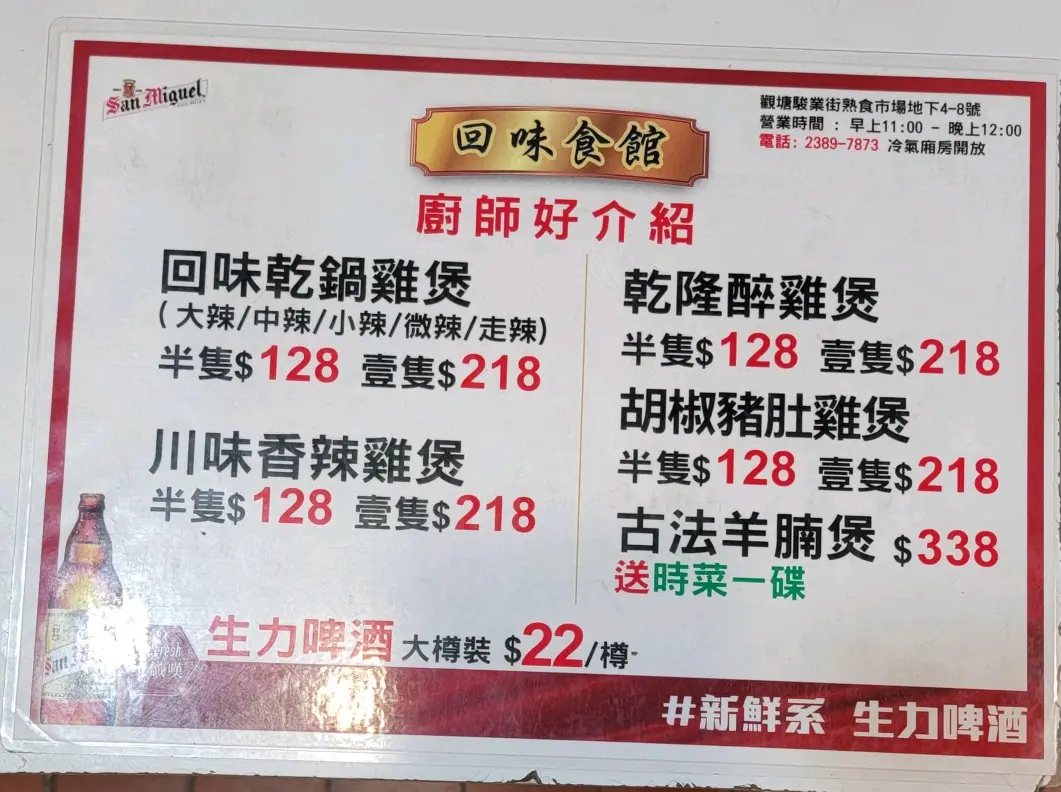 San Miguel
觀塘駿業街熟食市場地下4-8號
營業時間 : 早上11:00 - 晚上12:00
電話: 2389-7873 冷氣廂房開放
回味食館
廚師好介紹
回味乾鍋雞煲
(大辣/中辣/小辣/微辣/走辣)
半隻$128 壹隻$218
川味香辣雞煲
半隻$128 壹隻$218
乾隆醉雞煲
半隻$128 壹隻$218
胡椒豬肚雞煲
半隻$128 壹隻$218
古法羊腩煲 $338
送時菜一碟
生力啤酒 大樽裝 $22/樽
#新鮮系 生力啤酒